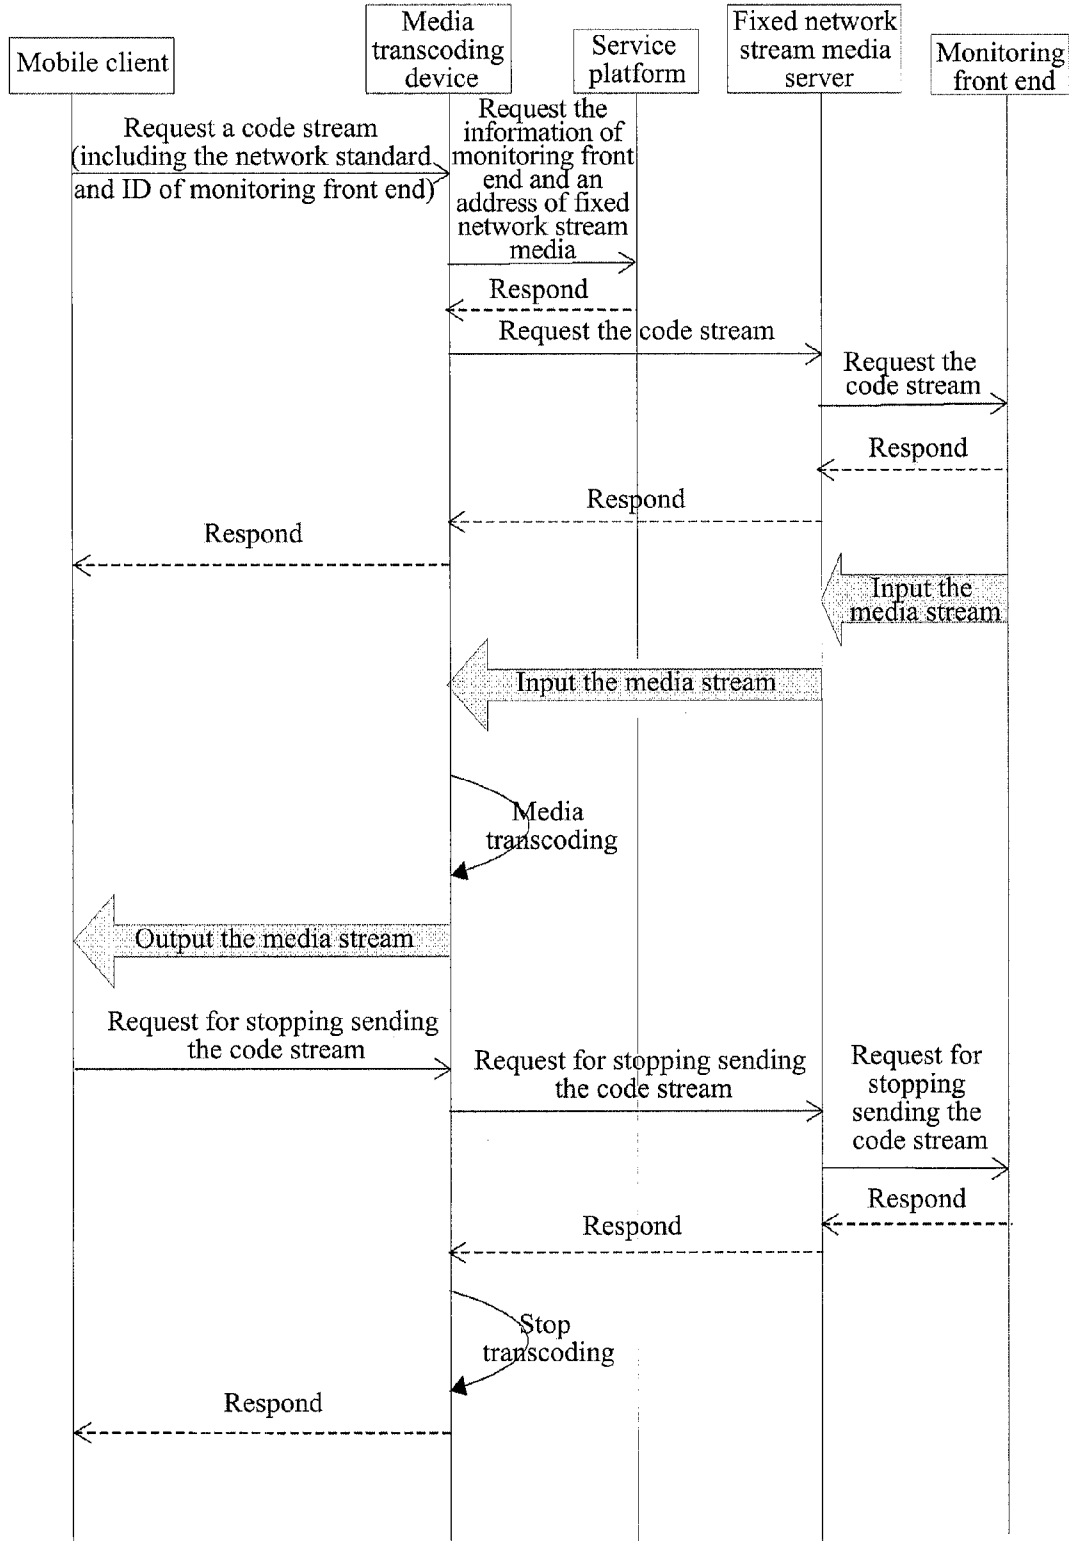 Mobile client
Media
transcoding
device
Service
platform
Fixed network
stream media
server
Monitoring
front end
Request a code stream
(including the network standard
and ID of monitoring front end)
Request the
information of
monitoring front
end and an
address of fixed
network stream
media
Respond
Request the code stream
Request the
code stream
Respond
Respond
Respond
Input the
media stream
Input the media stream
Media
transcoding
Output the media stream
Request for stopping sending
the code stream
Request for stopping sending
the code stream
Request for
stopping
sending the
code stream
Respond
Respond
Stop
transcoding
Respond